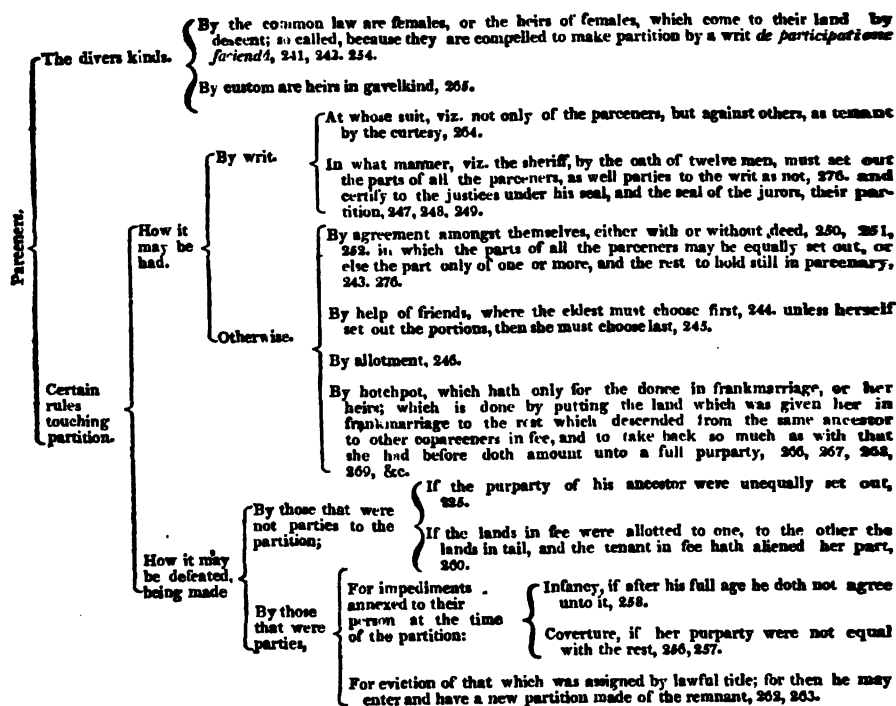 Parceners.
The divers kinds.
By the common law are females, or the heirs of females, which come to their land by
descent; so called, because they are compelled to make partition by a writ de participatione
faciendâ, 241, 242. 254.
By custom are heirs in gavelkind, 265.
Certain
rules
touching
partition.
How it
may be
had.
By writ.
At whose suit, viz. not only of the parceners, but against others, as tenant
by the curtesy, 264.
In what manner, viz. the sheriff, by the oath of twelve men, must set out
the parts of all the parceners, as well parties to the writ as not, 276. and
certify to the justices under his seal, and the seal of the jurors, their par-
tition, 247, 248, 249.
Otherwise.
By agreement amongst themselves, either with or without deed, 250, 251,
252. in which the parts of all the parceners may be equally set out, or
else the part only of one or more, and the rest to hold still in parcenary,
243. 276.
By help of friends, where the eldest must choose first, 244. unless herself
set out the portions, then she must choose last, 245.
By allotment, 246.
By hotchpot, which hath only for the donee in frankmarriage, or her
heirs; which is done by putting the land which was given her in
frankmarriage to the rest which descended from the same ancestor
to other coparceners in fee, and to take back so much as with that
she had before doth amount unto a full purparty, 266, 267, 268,
269, &c.
How it may
be defeated,
being made
By those that were
not parties to the
partition;
If the purparty of his ancestor were unequally set out,
225.
If the lands in fee were allotted to one, to the other the
lands in tail, and the tenant in fee hath aliened her part,
260.
By those
that were
parties,
For impediments
annexed to their
person at the time
of the partition:
Infancy, if after his full age he doth not agree
unto it, 258.
Coverture, if her purparty were not equal
with the rest, 256, 257.
For eviction of that which was assigned by lawful title; for then he may
enter and have a new partition made of the remnant, 262, 263.